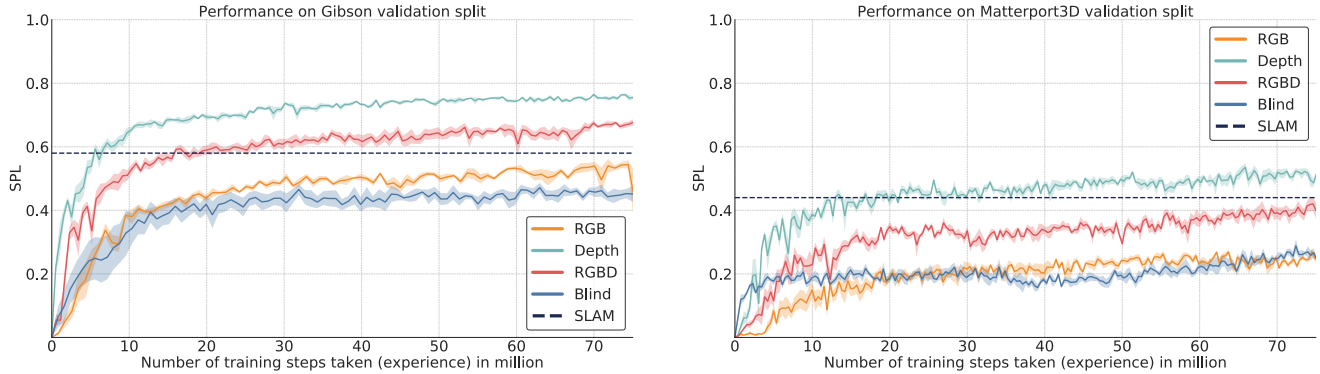 Performance on Gibson validation split
1.0
0.8
0.6
0.4
0.2
SPL
0
10
20
30
40
50
60
70
Number of training steps taken (experience) in million
RGB
Depth
RGBD
Blind
SLAM
Performance on Matterport3D validation split
1.0
0.8
0.6
0.4
0.2
SPL
0
10
20
30
40
50
60
70
Number of training steps taken (experience) in million
RGB
Depth
RGBD
Blind
SLAM